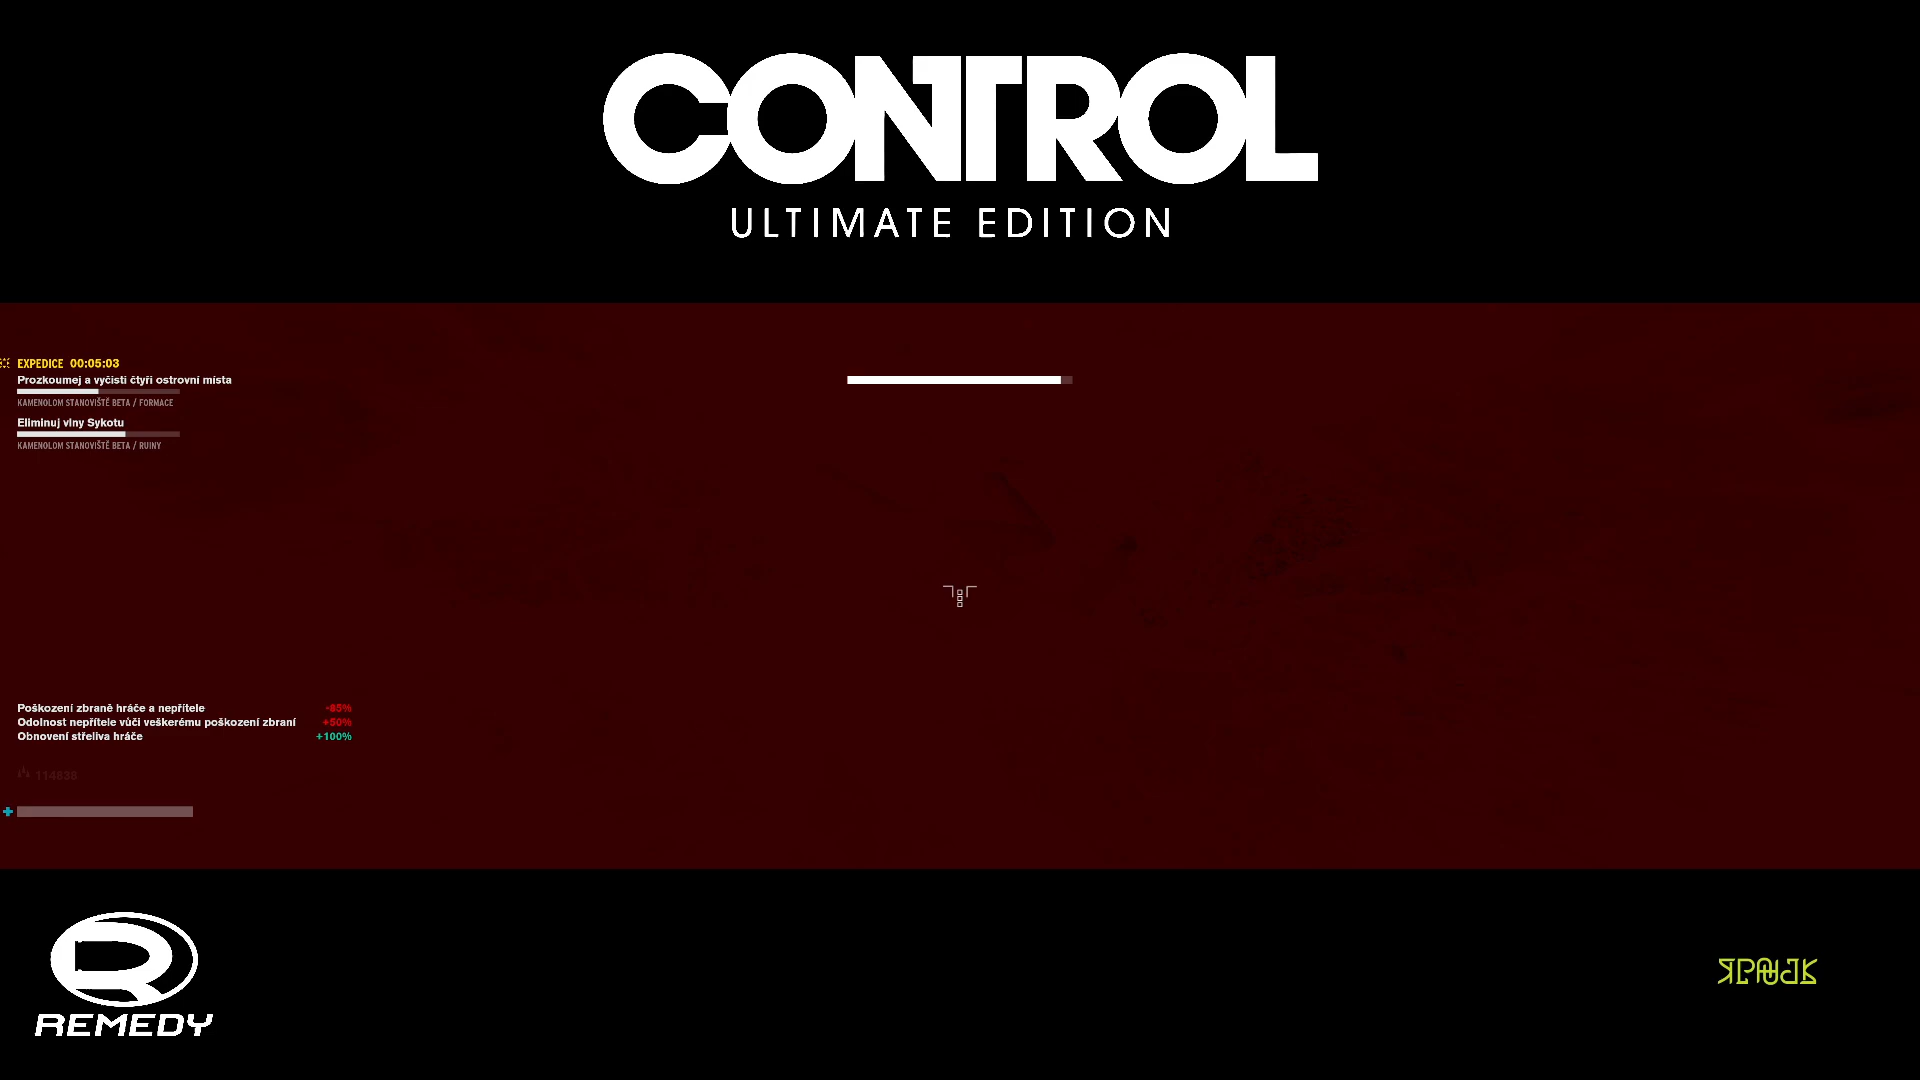 CONTROL
ULTIMATE EDITION
EXPEDICE 00:05:03
Prozkoumej a vyčisti čtyři ostrovní místa
KAMENOLOM STANOVIŠTĚ BETA / FORMACE
Eliminuj vlny Sykotu
KAMENOLOM STANOVIŠTĚ BETA / RUINY
Poškození zbraně hráče a nepřítele -85%
Odolnost nepřítele vůči veškerému poškození zbraní +50%
Obnovení střeliva hráče +100%
114838
REMEDY